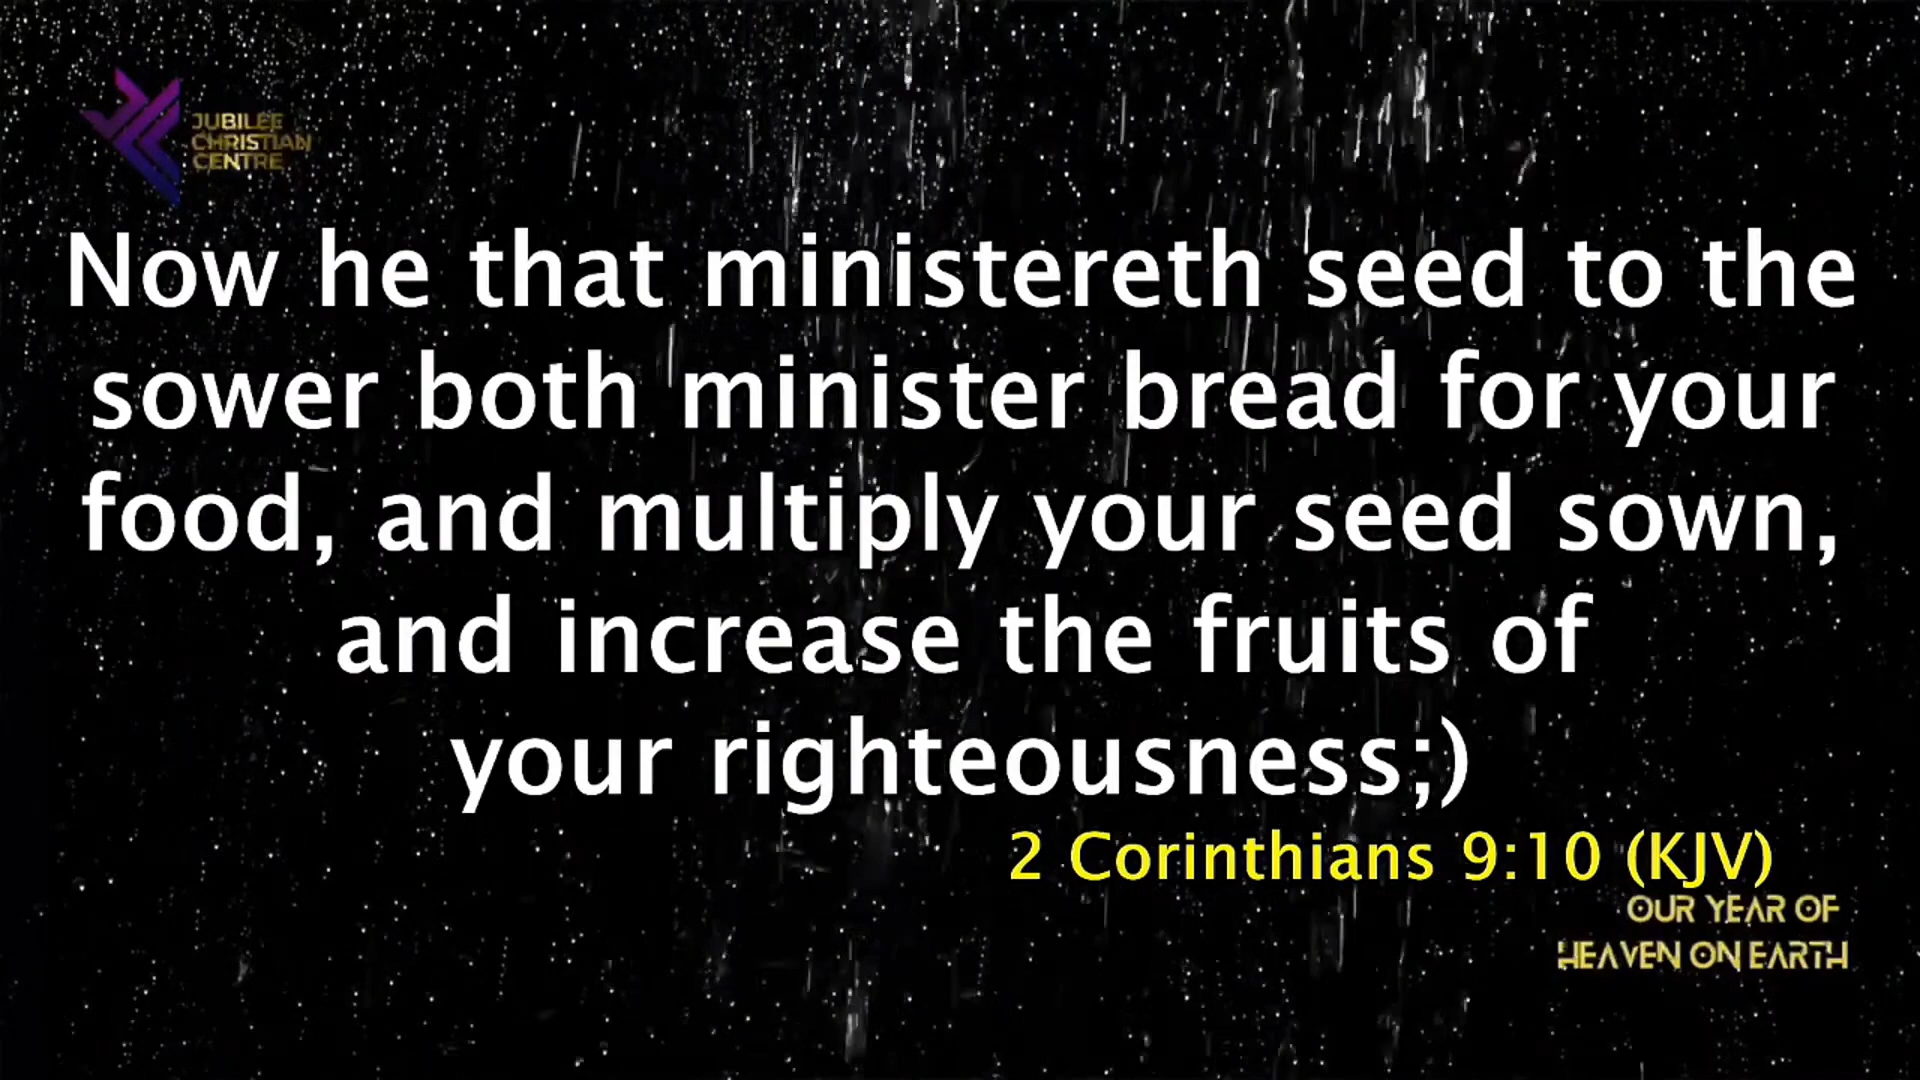 JUBILEE
CHRISTIAN
CENTRE
Now he that ministereth seed to the
sower both minister bread for your
food, and multiply your seed sown,
and increase the fruits of
your righteousness;)
2 Corinthians 9:10 (KJV)
OUR YEAR OF
HEAVEN ON EARTH